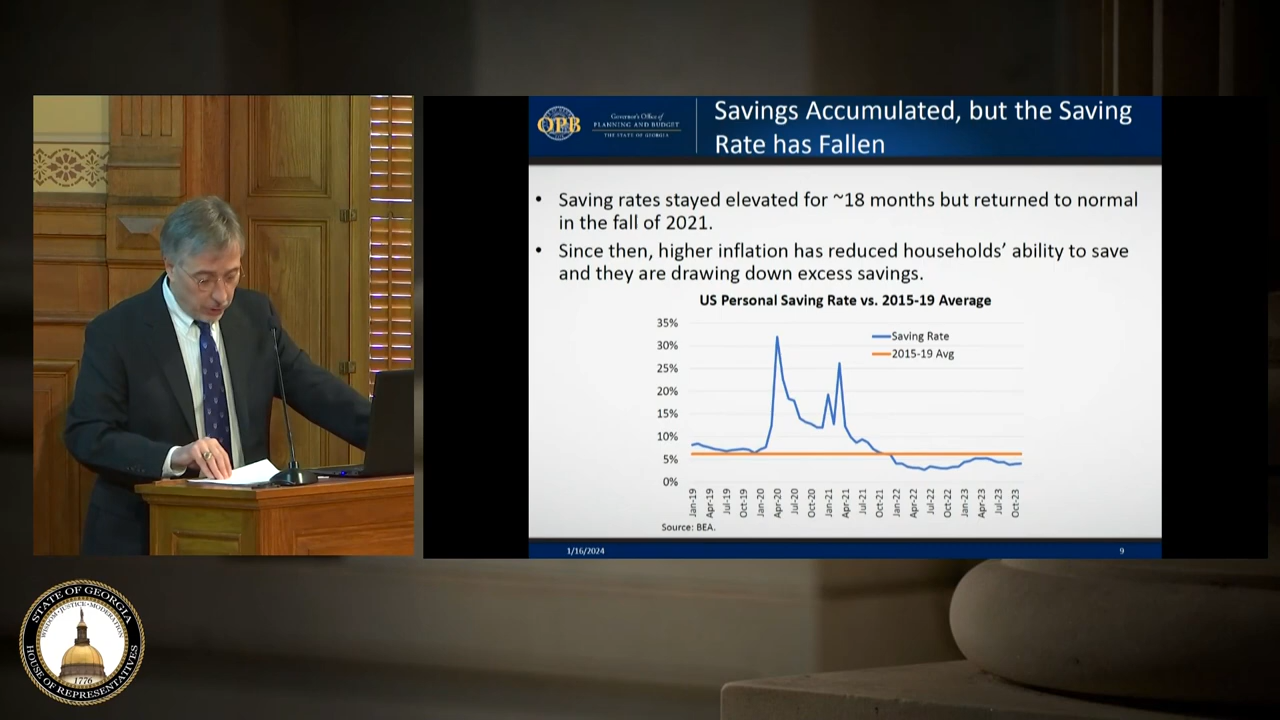 OPB
Governor's Office of
PLANNING AND BUDGET
THE STATE OF GEORGIA
Savings Accumulated, but the Saving
Rate has Fallen
• Saving rates stayed elevated for ~18 months but returned to normal
in the fall of 2021.
• Since then, higher inflation has reduced households' ability to save
and they are drawing down excess savings.
US Personal Saving Rate vs. 2015-19 Average
35%
30%
25%
20%
15%
10%
5%
0%
Saving Rate
2015-19 Avg
Jan-19
Apr-19
Jul-19
Oct-19
Jan-20
Apr-20
Jul-20
Oct-20
Jan-21
Apr-21
Jul-21
Oct-21
Jan-22
Apr-22
Jul-22
Oct-22
Jan-23
Apr-23
Jul-23
Oct-23
Source: BEA.
1/16/2024
9
STATE OF GEORGIA
WISDOM • JUSTICE • MODERATION
1776
HOUSE OF REPRESENTATIVES